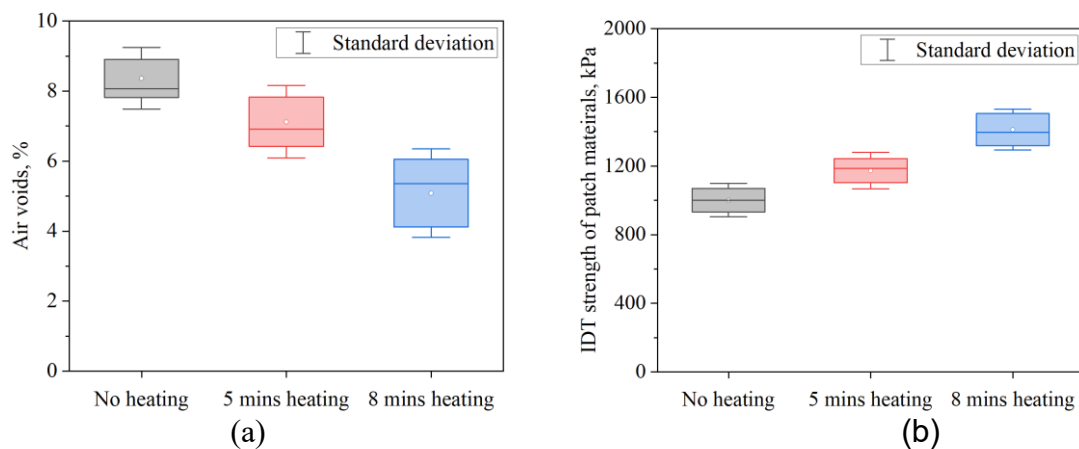 10
8
6
4
2
0
Air voids, %
Standard deviation
No heating
5 mins heating
8 mins heating
(a)
2000
1600
1200
800
400
0
IDT strength of patch mateirals, kPa
Standard deviation
No heating
5 mins heating
8 mins heating
(b)